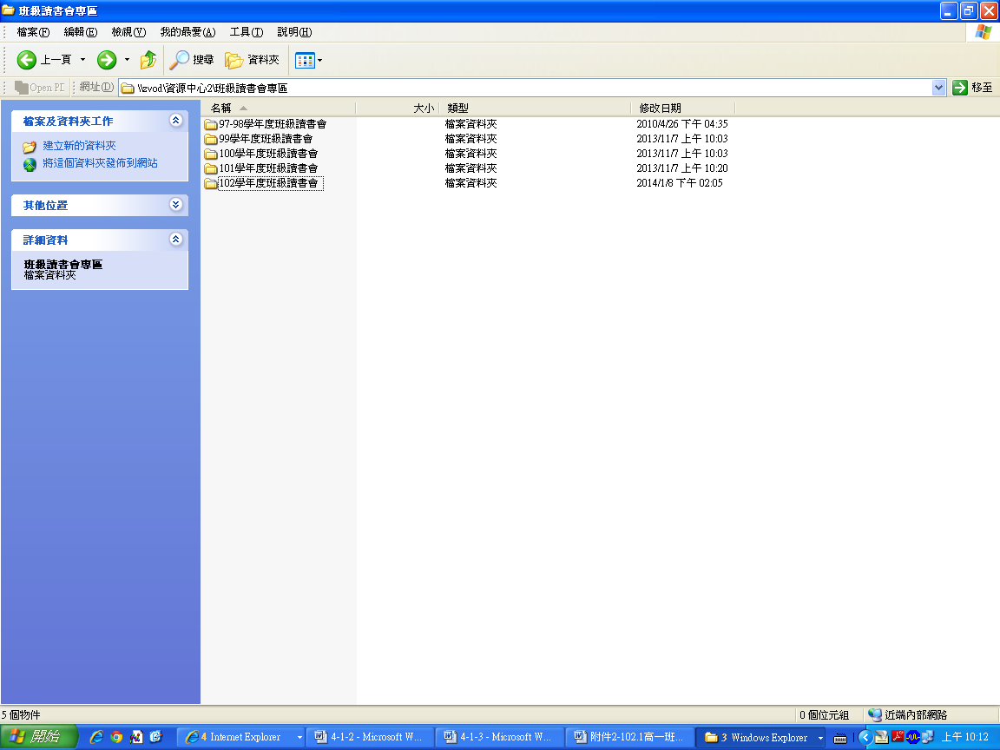 班級讀書會專區
檔案(F) 編輯(E) 檢視(V) 我的最愛(A) 工具(T) 說明(H)
上一頁 搜尋 資料夾
Open PI 網址(D) \\zvod\資源中心2\班級讀書會專區 移至
檔案及資料夾工作
建立新的資料夾
將這個資料夾發佈到網站
其他位置
詳細資料
班級讀書會專區
檔案資料夾
名稱 大小 類型 修改日期
97-98學年度班級讀書會 檔案資料夾 2010/4/26 下午 04:35
99學年度班級讀書會 檔案資料夾 2013/11/7 上午 10:03
100學年度班級讀書會 檔案資料夾 2013/11/7 上午 10:03
101學年度班級讀書會 檔案資料夾 2013/11/7 上午 10:20
102學年度班級讀書會 檔案資料夾 2014/1/8 下午 02:05
5 個物件 0 個位元組 近端內部網路
開始 4 Internet Explorer 4-1-2 - Microsoft W... 4-1-3 - Microsoft W... 附件2-102.1高一班... 3 Windows Explorer 上午 10:12